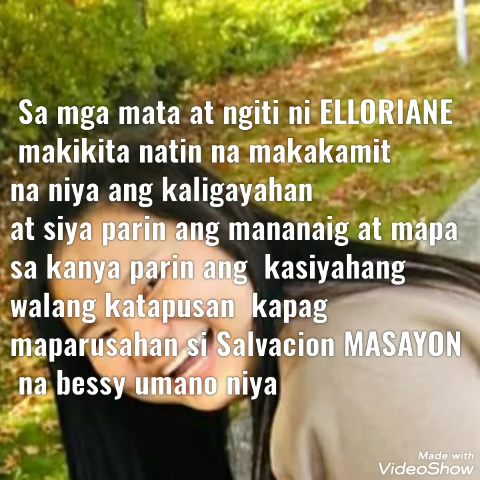 Sa mga mata at ngiti ni ELLORIANE
makikita natin na makakamit
na niya ang kaligayahan
at siya parin ang mananaig at mapa
sa kanya parin ang kasiyahang
walang katapusan kapag
maparusahan si Salvacion MASAYON
na bessy umano niya
Made with
VideoShow